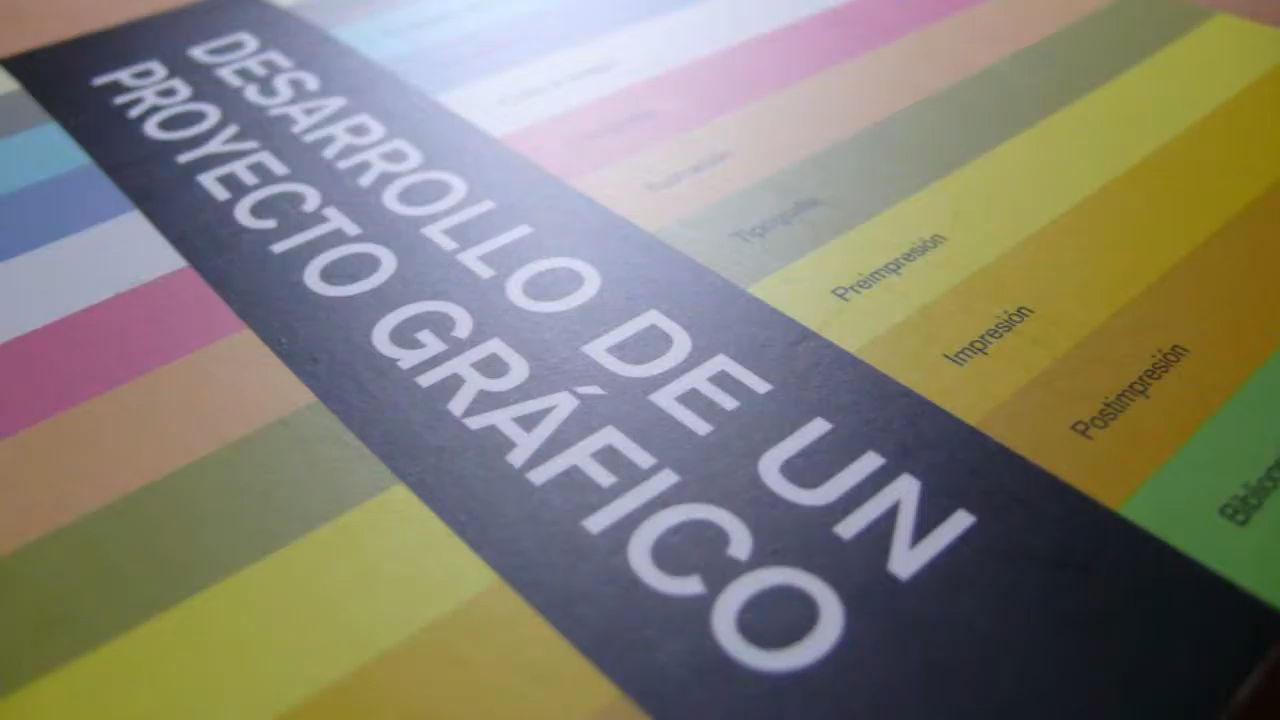 DESARROLLO DE UN
PROYECTO GRÁFICO
Tipografía
Preimpresión
Impresión
Postimpresión